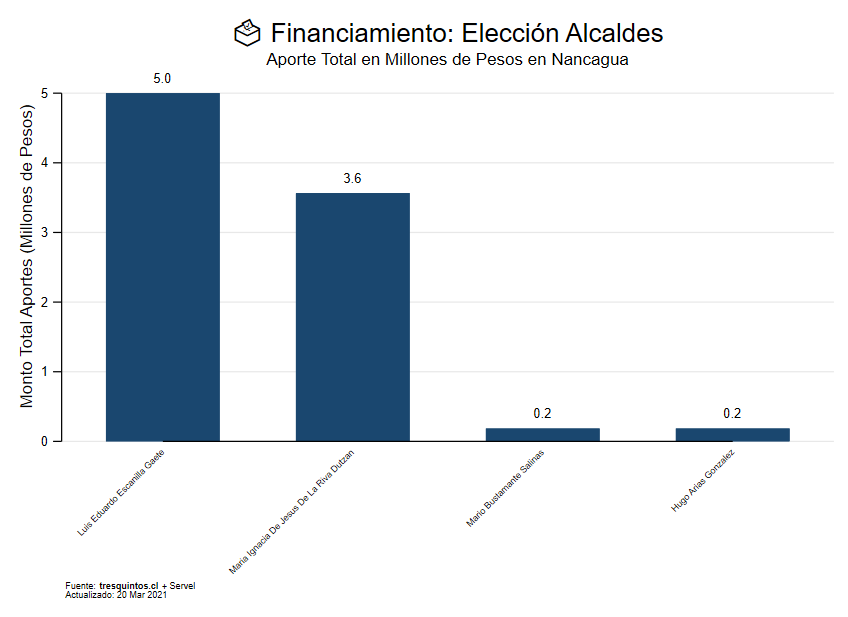 Financiamiento: Elección Alcaldes
Aporte Total en Millones de Pesos en Nancagua
Monto Total Aportes (Millones de Pesos)
5
4
3
2
1
0
5.0
3.6
0.2
0.2
Luis Eduardo Escanilla Gaete
Maria Ignacia De Jesus De La Riva Dutzan
Mario Bustamante Salinas
Hugo Arias Gonzalez
Fuente: tresquintos.cl + Servel
Actualizado: 20 Mar 2021